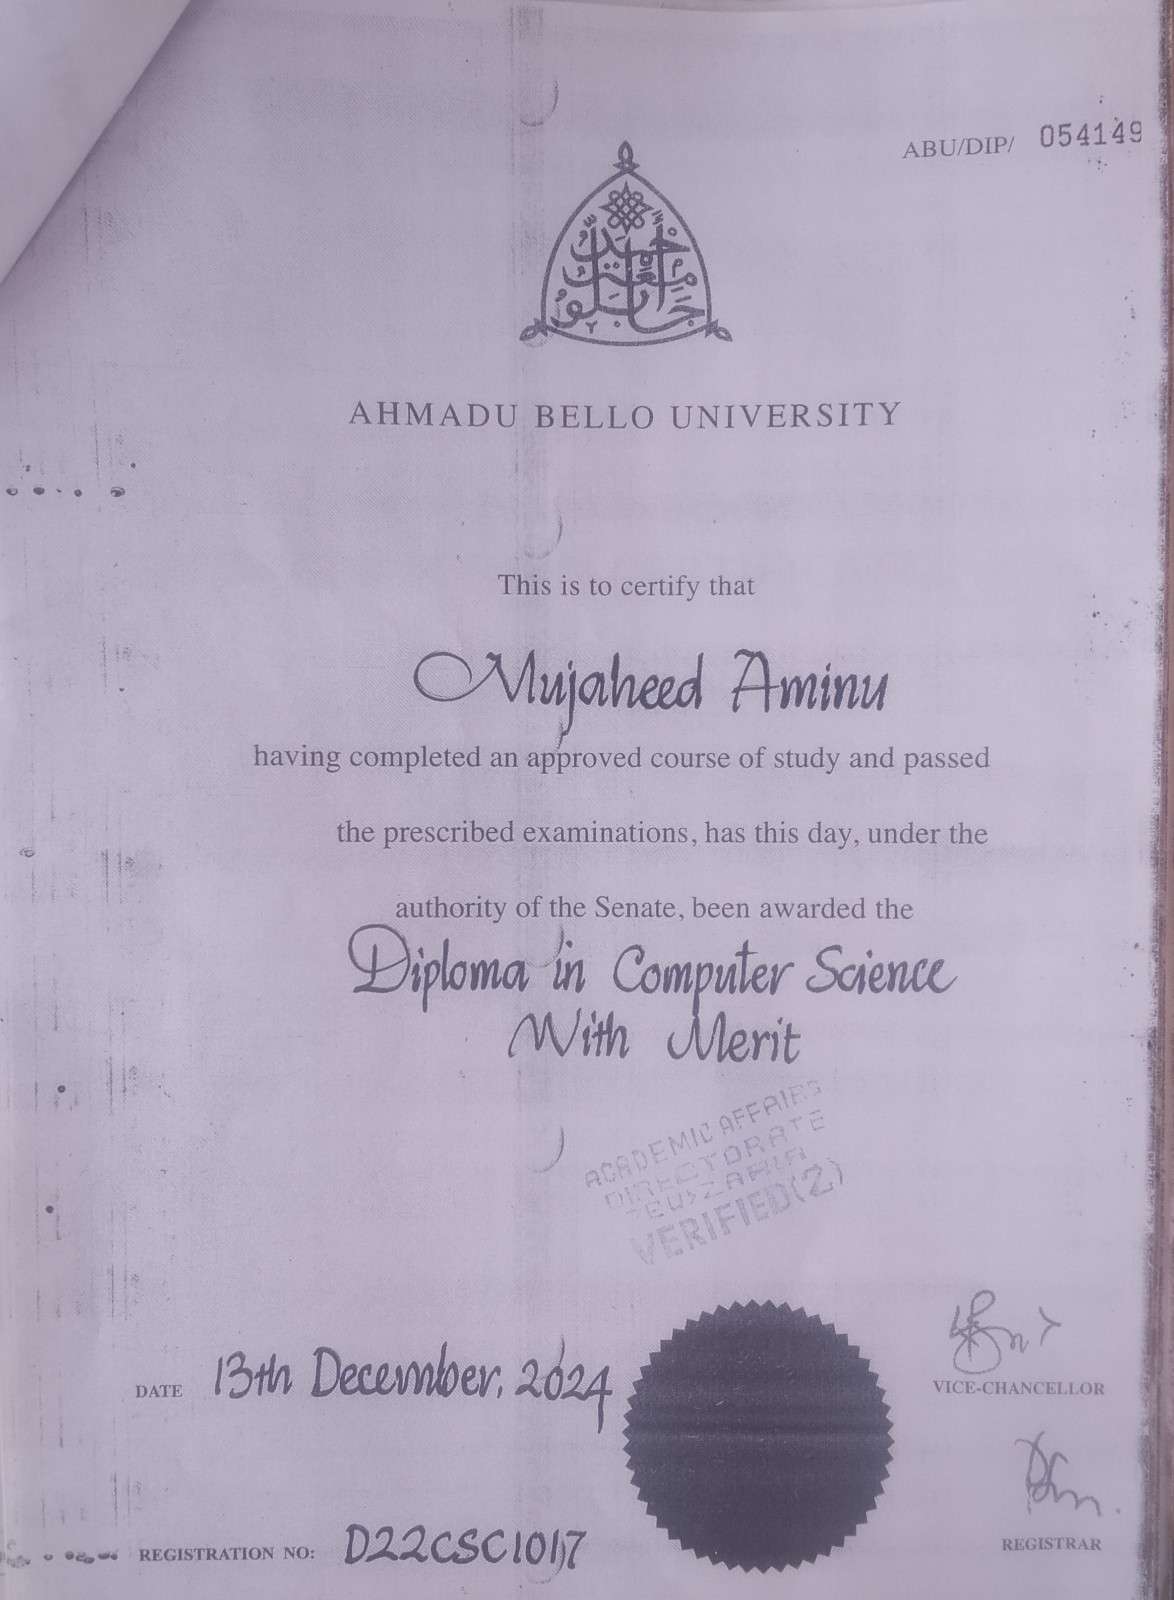 ABU/DIP/ 054149
AHMADU BELLO UNIVERSITY
This is to certify that
Mujaheed Aminu
having completed an approved course of study and passed
the prescribed examinations, has this day, under the
authority of the Senate, been awarded the
Diploma in Computer Science
With Merit
ACADEMIC AFFAIRS
DIRECTORATE
VERIFIED(2)
DATE 13th December, 2024
VICE-CHANCELLOR
REGISTRAR
REGISTRATION NO: D22CSC1017